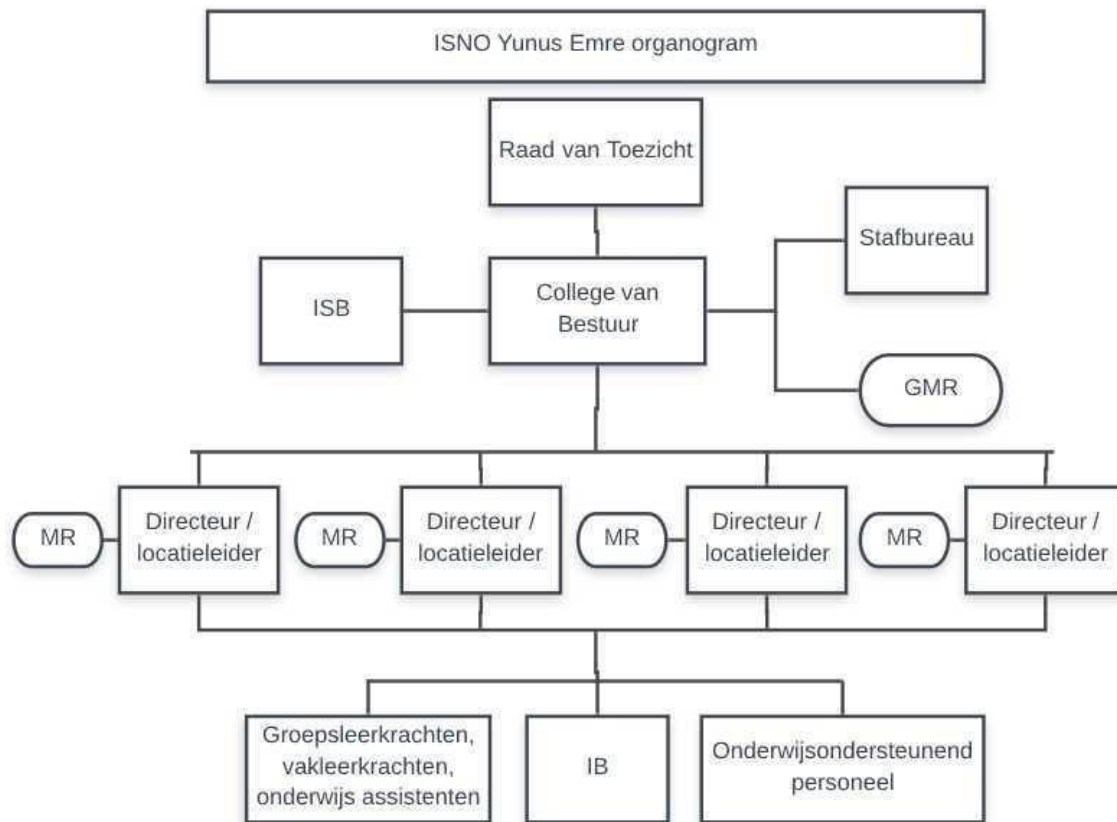 ISNO Yunus Emre organogram
Raad van Toezicht
Stafbureau
ISB
College van
Bestuur
GMR
MR
Directeur /
locatieleider
MR
Directeur /
locatieleider
MR
Directeur /
locatieleider
MR
Directeur /
locatieleider
Groepsleerkrachten,
vakleerkrachten,
onderwijs assistenten
IB
Onderwijsondersteunend
personeel